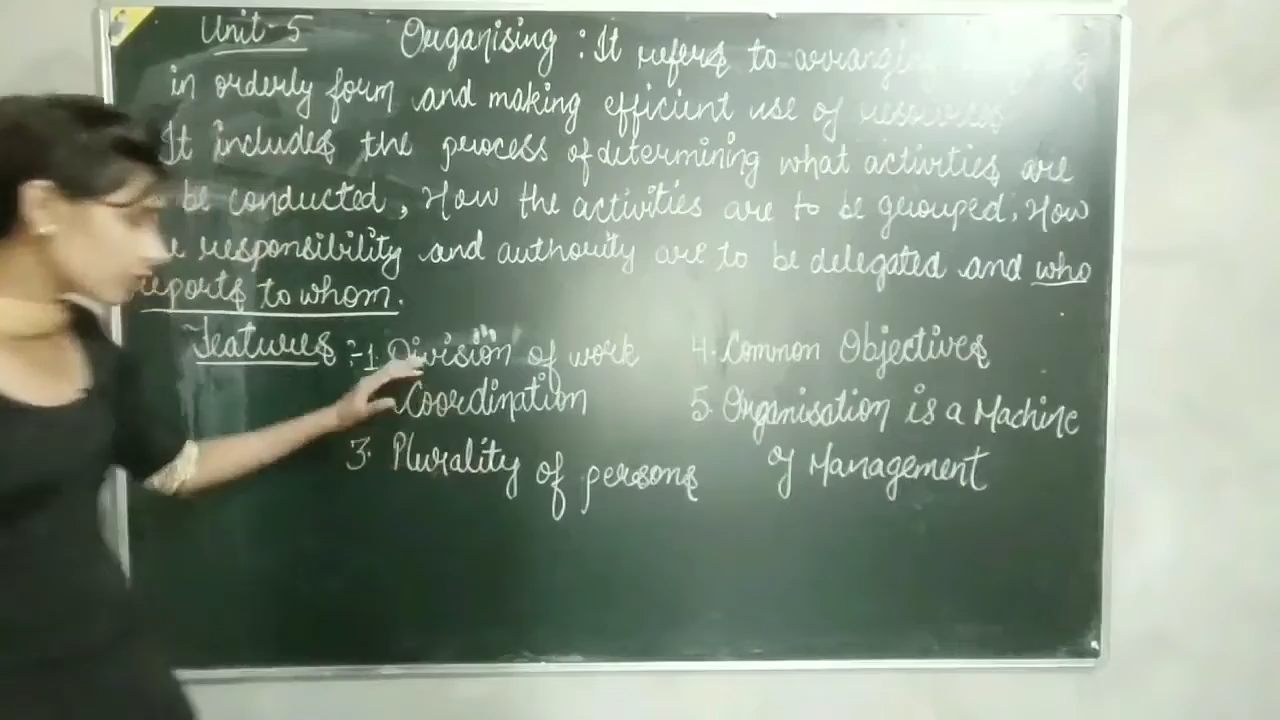 Unit-5 Organising : It refers to arranging
in orderly form and making efficient use of resources
It includes the process of determining what activities are
be conducted, How the activities are to be grouped, How
responsibility and authority are to be delegated and who
reports to whom.
Features :- 1. Division of work
Coordination
3. Plurality of persons
4. Common Objectives
5. Organisation is a Machine
of Management